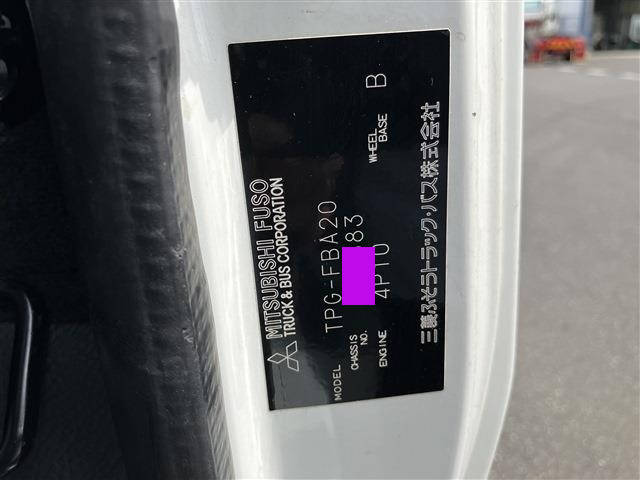 MITSUBISHI FUSO
TRUCK & BUS CORPORATION
MODEL TPG-FBA20
CHASSIS NO. 83
ENGINE 4P10 WHEEL BASE B
三菱ふそうトラック・バス株式会社